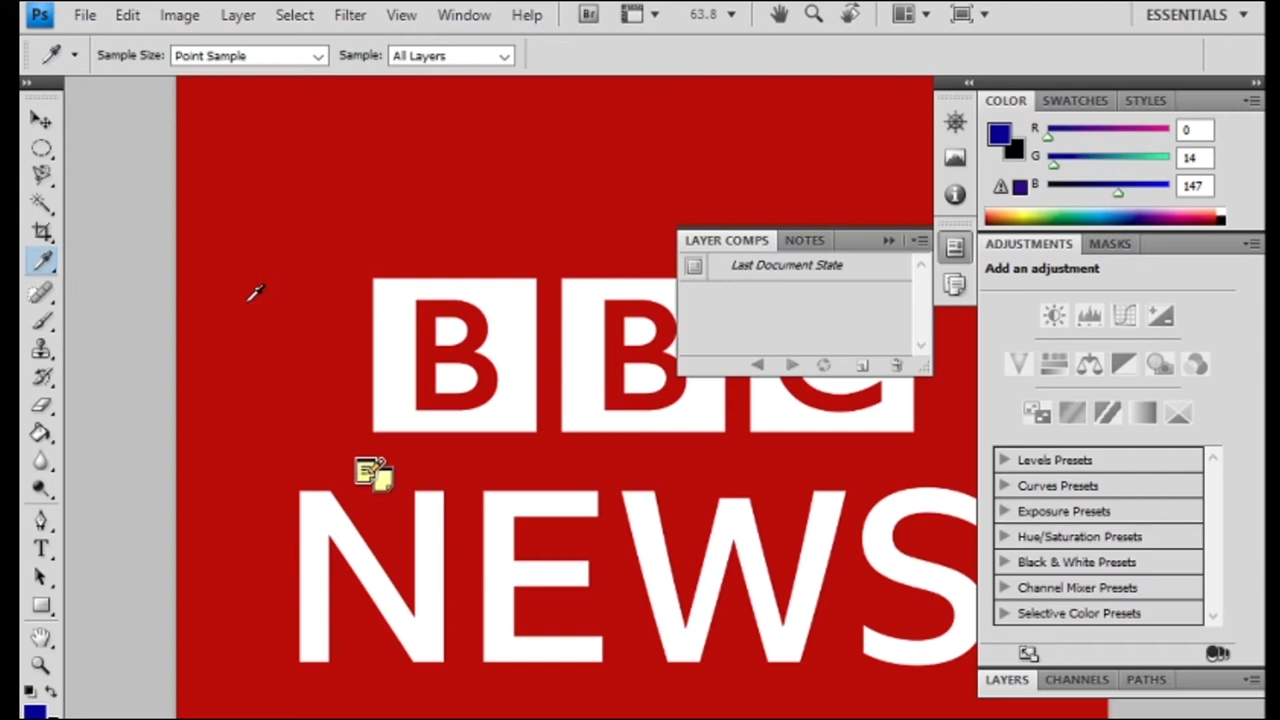 Ps File Edit Image Layer Select Filter View Window Help Br 63.8 ESSENTIALS
Sample Size: Point Sample Sample: All Layers
COLOR SWATCHES STYLES
R 0
G 14
B 147
LAYER COMPS NOTES
Last Document State
ADJUSTMENTS MASKS
Add an adjustment
BBC
NEWS
Levels Presets
Curves Presets
Exposure Presets
Hue/Saturation Presets
Black & White Presets
Channel Mixer Presets
Selective Color Presets
LAYERS CHANNELS PATHS